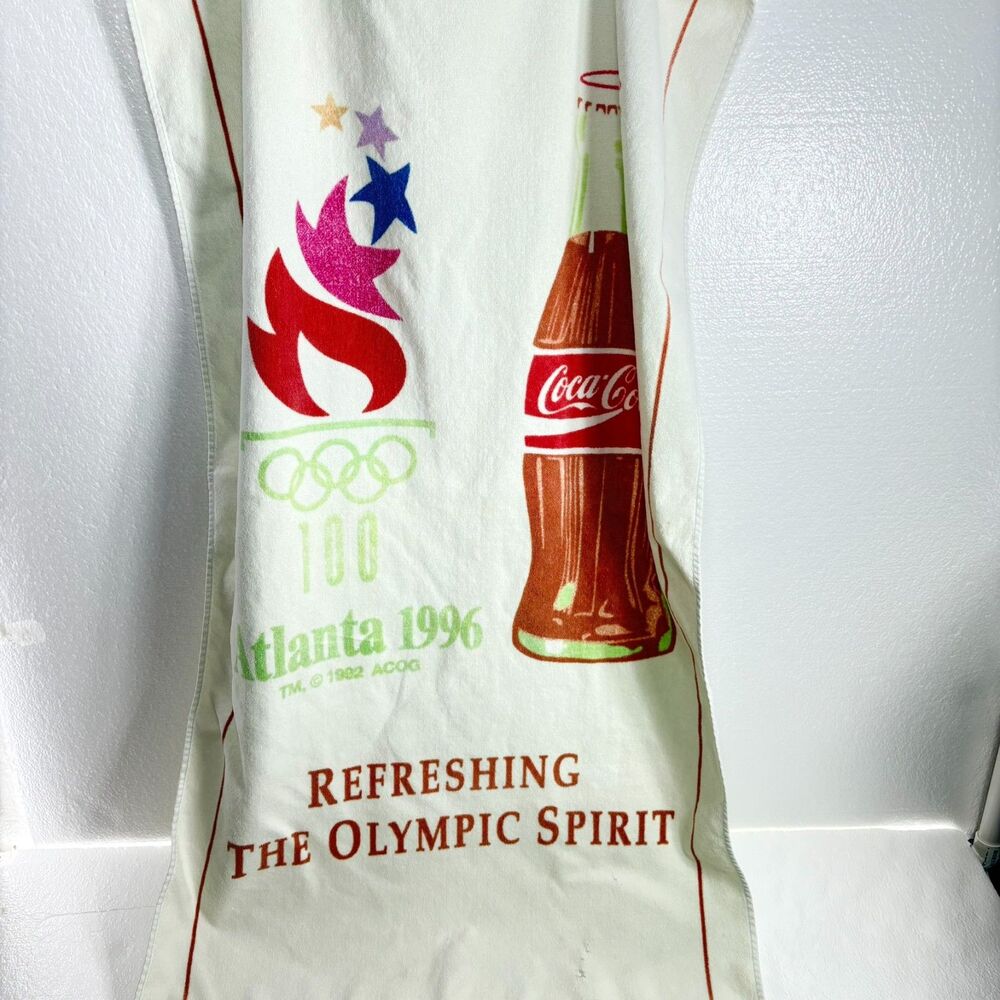 Coca-Co
100
Atlanta 1996
TM, © 1992 ACOG
REFRESHING
THE OLYMPIC SPIRIT